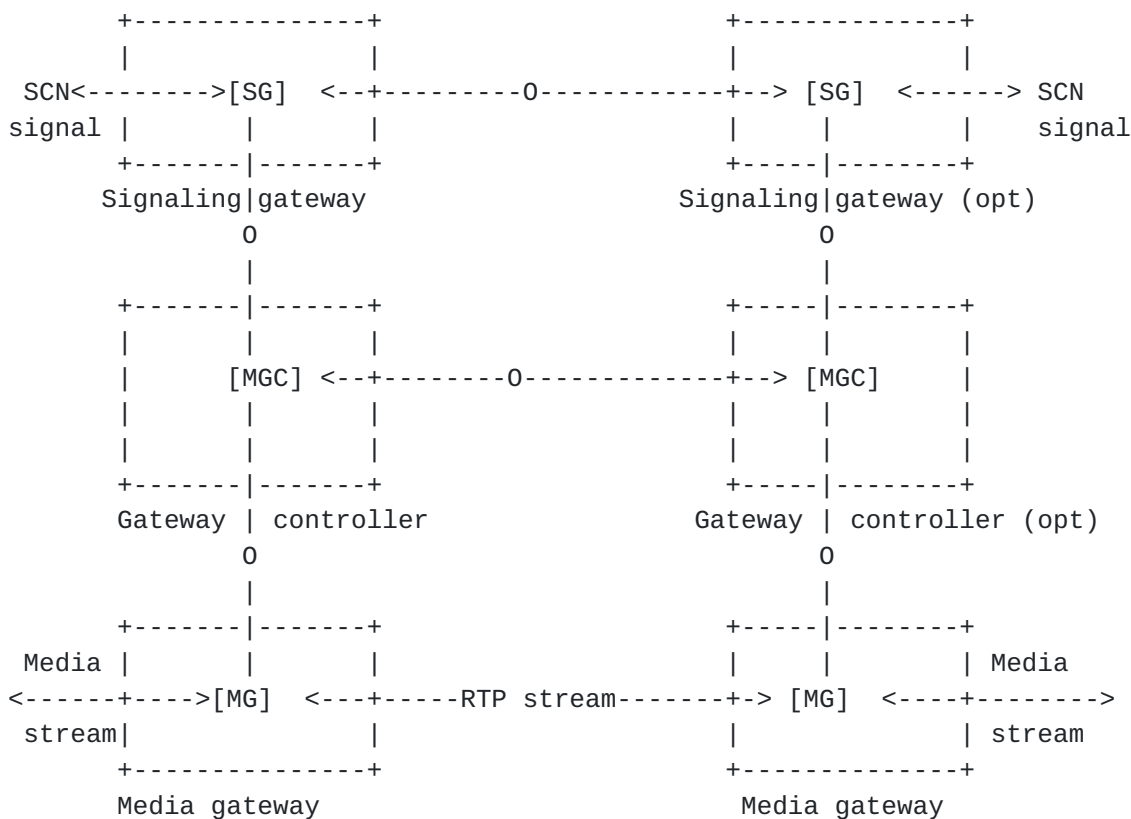 +---------------+                       +--------------+
|               |                       |              |
SCN<-------->[SG]  <--+---------O------------+--> [SG]  <------> SCN
signal |       |       |                       |     |        |    signal
+-------|-------+                       +-----|--------+
Signaling|gateway                    Signaling|gateway (opt)
O                                    O
|                                    |
+-------|-------+                       +-----|--------+
|       |       |                       |     |        |
|      [MGC] <--+--------O-------------+--> [MGC]     |
|       |       |                       |     |        |
|       |       |                       |     |        |
+-------|-------+                       +-----|--------+
Gateway | controller                 Gateway | controller (opt)
O                                    O
|                                    |
+-------|-------+                       +-----|--------+
Media |       |       |                       |     |        | Media
<------+---->[MG]  <---+-----RTP stream-------+-> [MG]  <----+-------->
stream|               |                       |              | stream
+---------------+                       +--------------+
Media gateway                           Media gateway